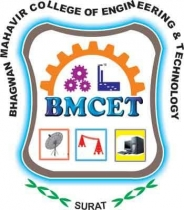 BHAGWAN MAHAVIR COLLEGE OF ENGINEERING & TECHNOLOGY
BMCET
SURAT